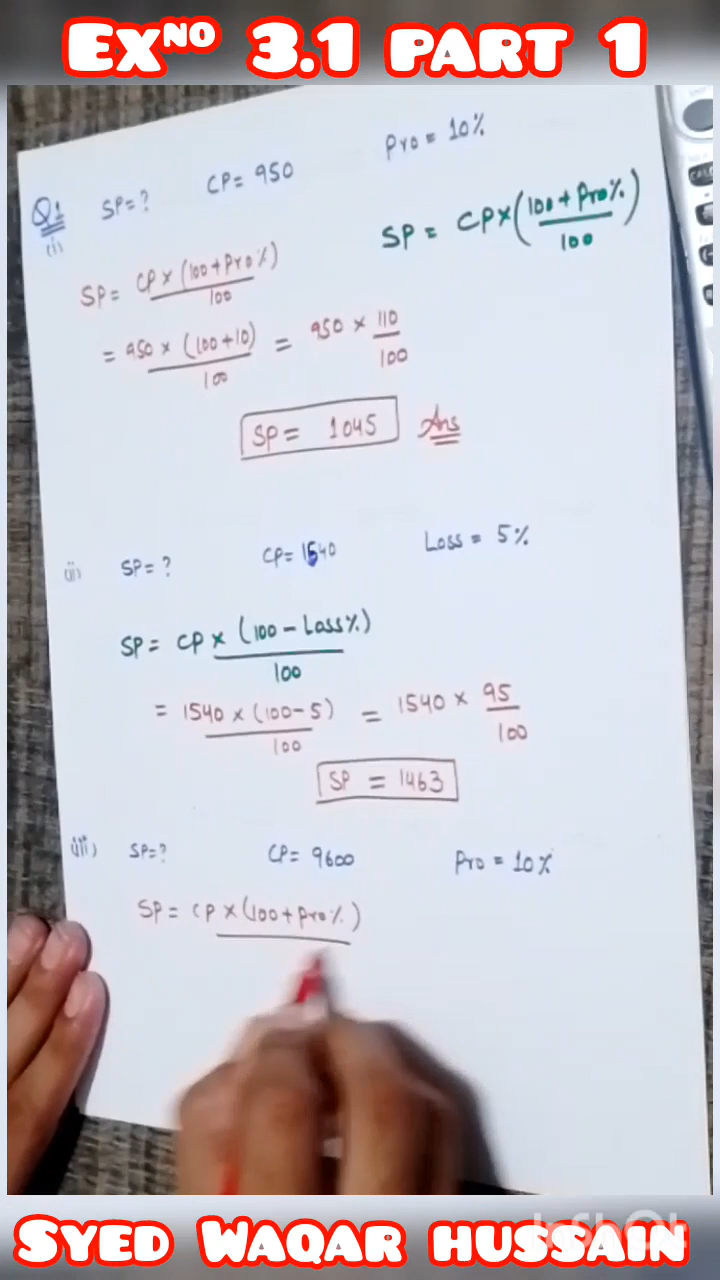 Exᴺᴼ 3.1 PART 1
Q1 SP=? CP= 950 Pro = 10%
(i)
SP = CP×(100+Pro%/100)
SP= CP×(100+Pro%)/100
= 950 × (100+10)/100 = 950 × 110/100
SP= 1045 Ans
(ii) SP=? CP= 1540 Loss = 5%
SP= CP× (100-Loss%)/100
= 1540 × (100-5)/100 = 1540 × 95/100
SP = 1463
(iii) SP=? CP= 9600 Pro = 10%
SP= CP×(100+Pro%)
SYED WAQAR HUSSAIN